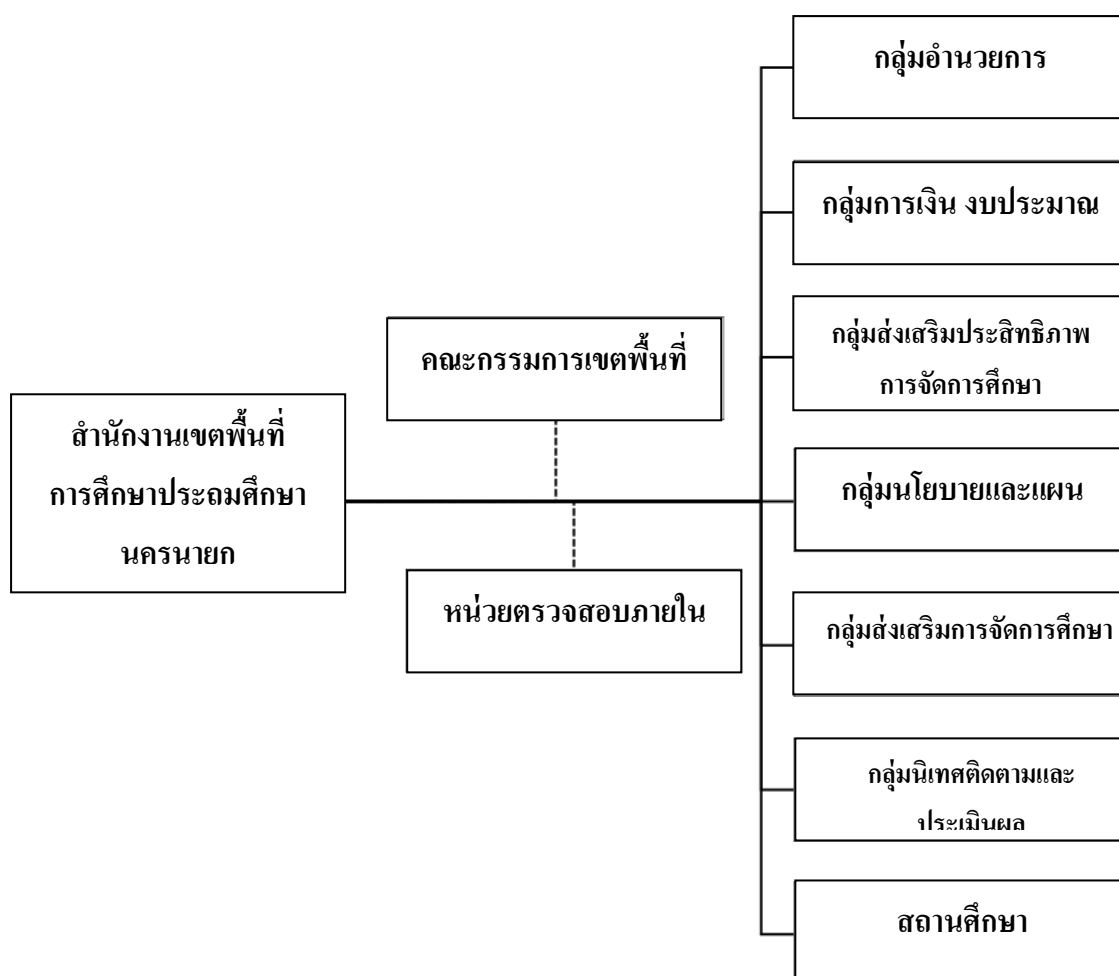 สำนักงานเขตพื้นที่
การศึกษาประถมศึกษา
นครนายก
คณะกรรมการเขตพื้นที่
หน่วยตรวจสอบภายใน
กลุ่มอำนวยการ
กลุ่มการเงิน งบประมาณ
กลุ่มส่งเสริมประสิทธิภาพ
การจัดการศึกษา
กลุ่มนโยบายและแผน
กลุ่มส่งเสริมการจัดการศึกษา
กลุ่มนิเทศติดตามและ
ประเมินผล
สถานศึกษา